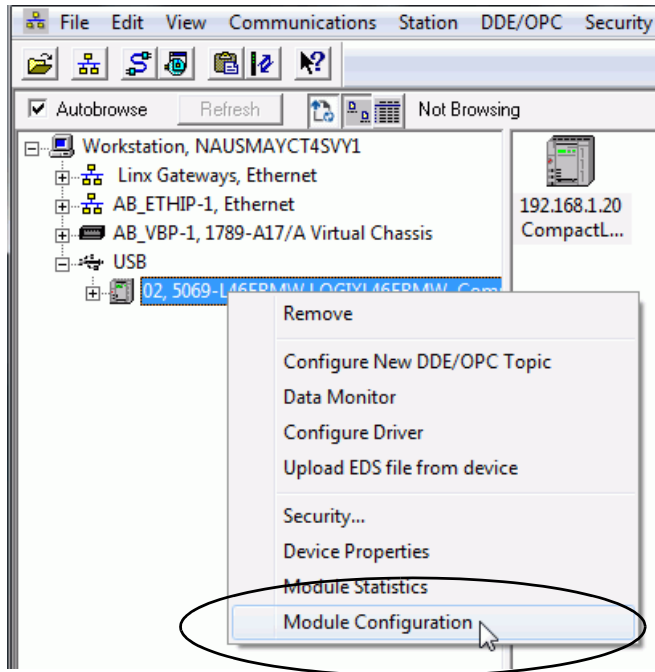 File Edit View Communications Station DDE/OPC Security
Autobrowse Refresh Not Browsing
Workstation, NAUSMAYCT4SVY1
Linx Gateways, Ethernet
AB_ETHIP-1, Ethernet
AB_VBP-1, 1789-A17/A Virtual Chassis
USB
02, 5069-L46ERMW LOGIXL46ERMW, Com
192.168.1.20
CompactL...
Remove
Configure New DDE/OPC Topic
Data Monitor
Configure Driver
Upload EDS file from device
Security...
Device Properties
Module Statistics
Module Configuration